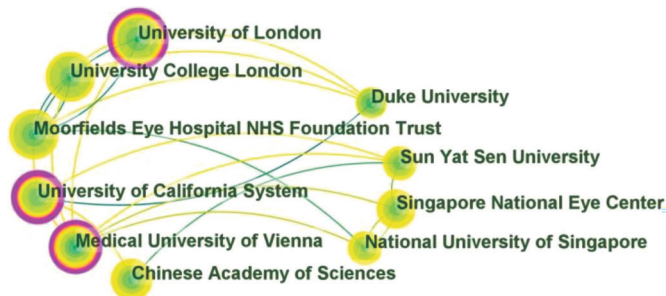 University of London
University College London
Duke University
Moorfields Eye Hospital NHS Foundation Trust
Sun Yat Sen University
University of California System
Singapore National Eye Center
Medical University of Vienna
National University of Singapore
Chinese Academy of Sciences